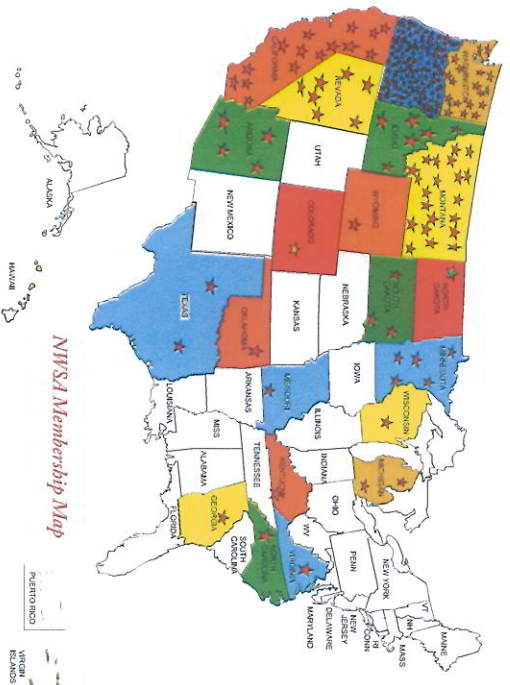 WASHINGTON
MONTANA
NORTH
DAKOTA
MINNESOTA
WISCONSIN
MICHIGAN
IDAHO
WYOMING
SOUTH
DAKOTA
NEVADA
CALIFORNIA
UTAH
COLORADO
NEBRASKA
IOWA
ILLINOIS
INDIANA
OHIO
PENN
NEW YORK
VT
NH
MAINE
MASS
RI
CONN
NEW
JERSEY
DELAWARE
MARYLAND
WV
VIRGINIA
KENTUCKY
MISSOURI
KANSAS
ARIZONA
NEW MEXICO
OKLAHOMA
ARKANSAS
TENNESSEE
NORTH
CAROLINA
SOUTH
CAROLINA
TEXAS
LOUISIANA
MISS
ALABAMA
GEORGIA
FLORIDA
ALASKA
HAWAII
NWSA Membership Map
PUERTO RICO
VIRGIN
ISLANDS